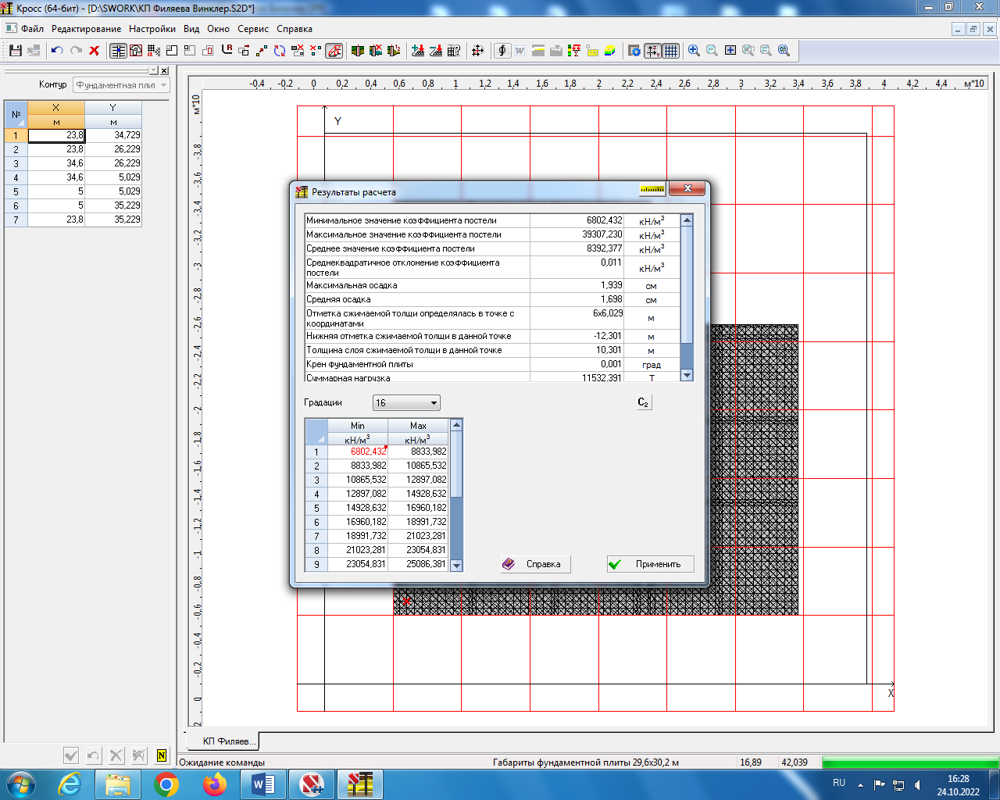 Кросс (64-бит) - [D:\SWORK\КП Филяева Винклер.S2D*]
Файл Редактирование Настройки Вид Окно Сервис Справка
Контур Фундаментная плит
№ X Y
м м
1 23,8 34,729
2 23,8 26,229
3 34,6 26,229
4 34,6 5,029
5 5 5,029
6 5 35,229
7 23,8 35,229
-0,4 -0,2 0 0,2 0,4 0,6 0,8 1 1,2 1,4 1,6 1,8 2 2,2 2,4 2,6 2,8 3 3,2 3,4 3,6 3,8 4 4,2 4,4 м*10
м*10
-3,8
-3,6
-3,4
-3,2
-3
-2,8
-2,6
-2,4
-2,2
-2
-1,8
-1,6
-1,4
-1,2
-1
-0,8
-0,6
-0,4
-0,2
0
Y
X
Результаты расчета
Минимальное значение коэффициента постели 6802,432 кН/м3
Максимальное значение коэффициента постели 39307,230 кН/м3
Среднее значение коэффициента постели 8392,377 кН/м3
Среднеквадратичное отклонение коэффициента постели 0,011 кН/м3
Максимальная осадка 1,939 см
Средняя осадка 1,698 см
Отметка сжимаемой толщи определялась в точке с координатами 6x6,029 м
Нижняя отметка сжимаемой толщи в данной точке -12,301 м
Толщина слоя сжимаемой толщи в данной точке 10,301 м
Крен фундаментной плиты 0,001 град
Суммарная нагрузка 11532,391 Т
Градации 16 C2
Min Max
кН/м3 кН/м3
1 6802,432 8833,982
2 8833,982 10865,532
3 10865,532 12897,082
4 12897,082 14928,632
5 14928,632 16960,182
6 16960,182 18991,732
7 18991,732 21023,281
8 21023,281 23054,831
9 23054,831 25086,381
Справка Применить
КП Филяев...
Ожидание команды Габариты фундаментной плиты 29,6x30,2 м 16,89 42,039
RU 16:28
24.10.2022